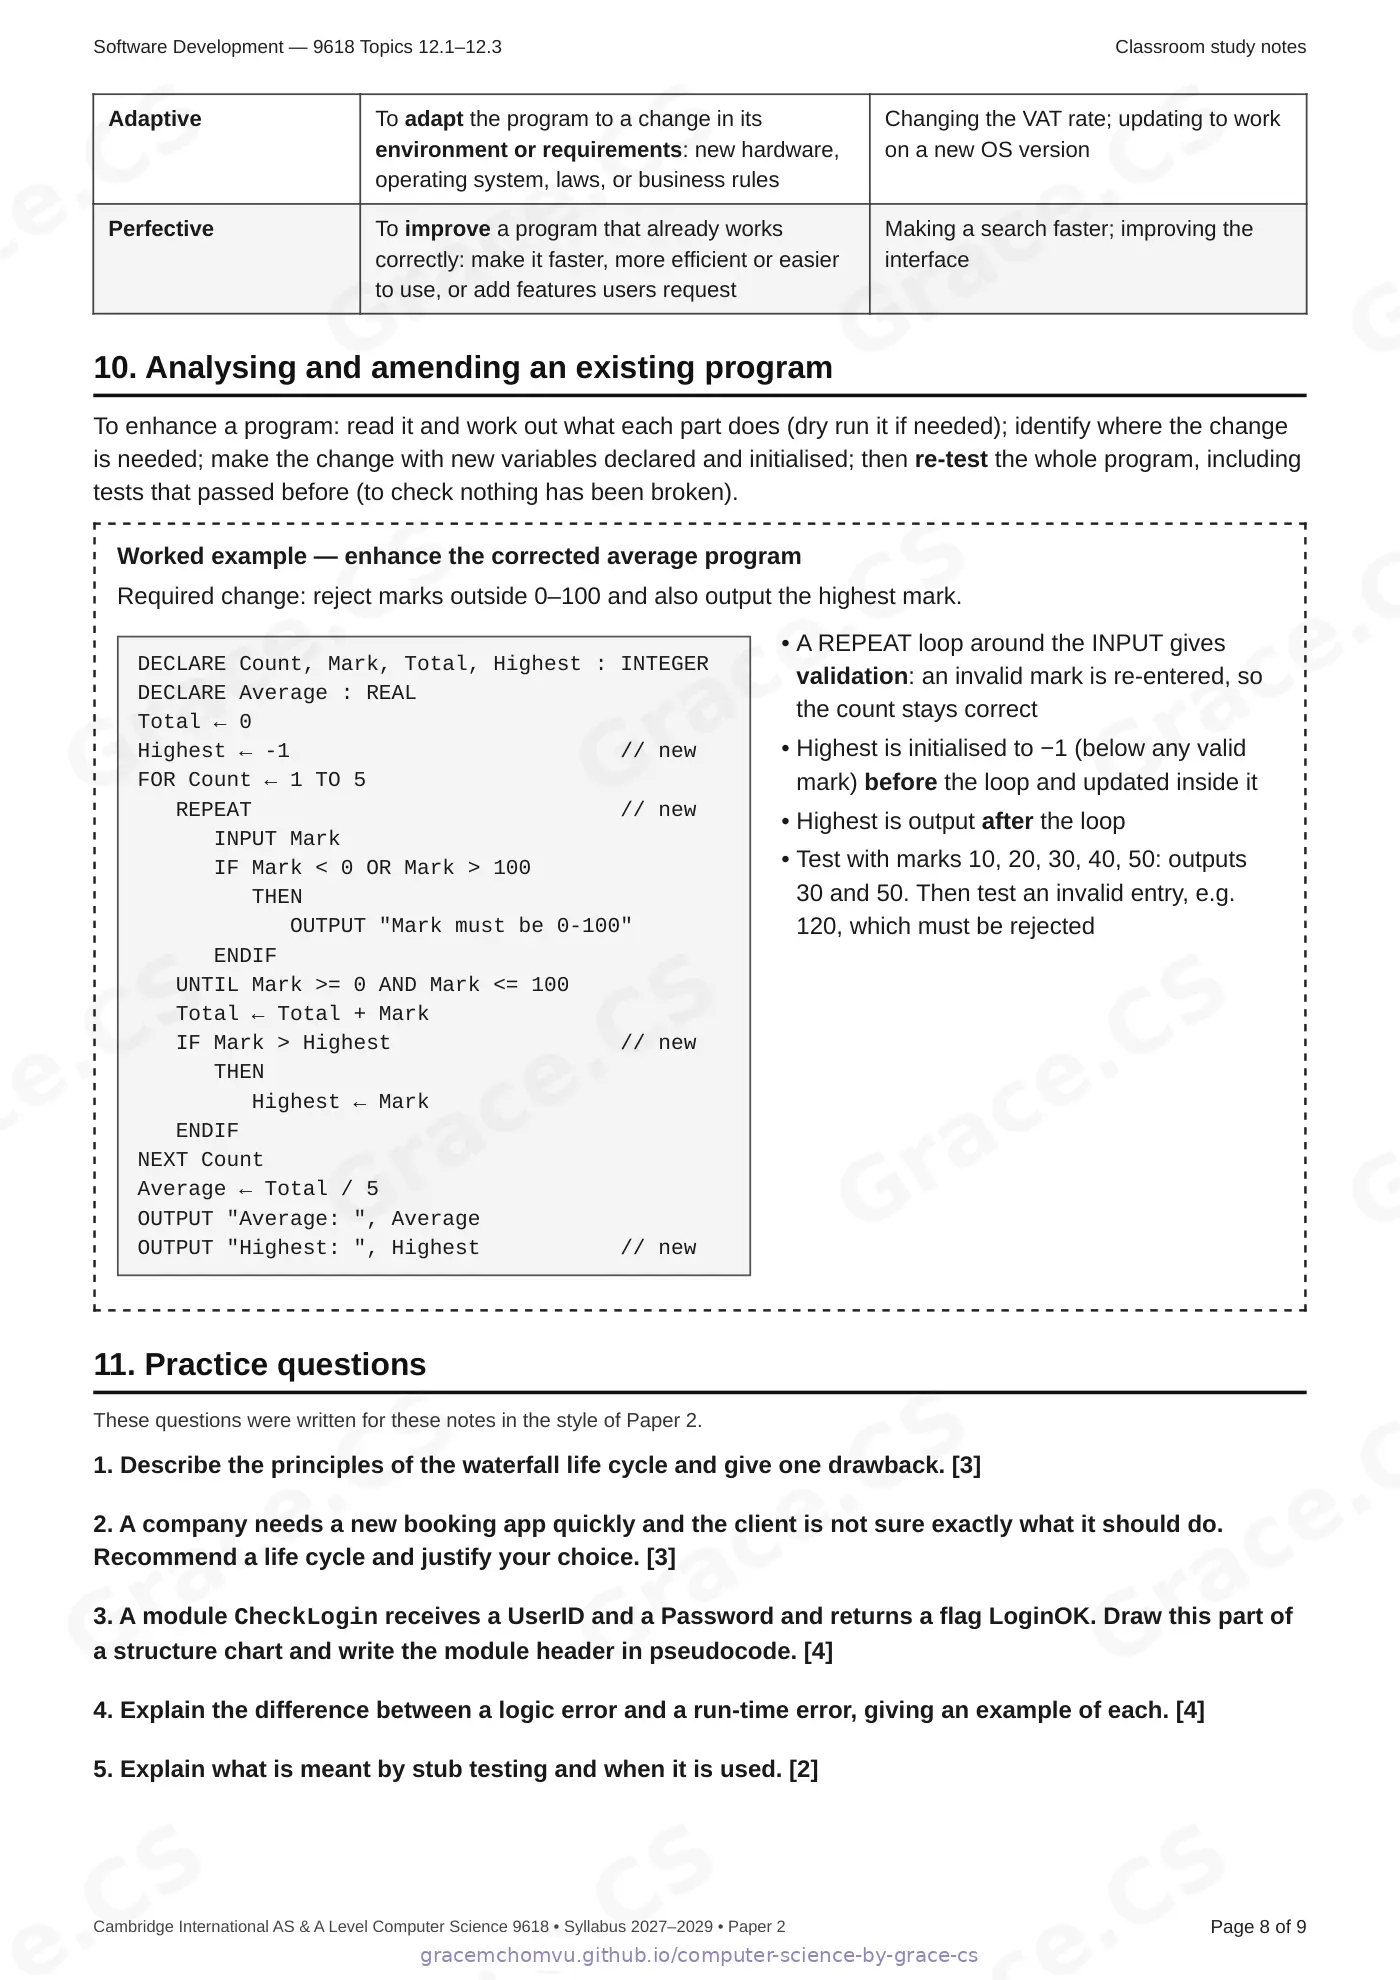 Software Development — 9618 Topics 12.1–12.3
Classroom study notes
Adaptive
To adapt the program to a change in its
environment or requirements: new hardware,
operating system, laws, or business rules
Changing the VAT rate; updating to work
on a new OS version
Perfective
To improve a program that already works
correctly: make it faster, more efficient or easier
to use, or add features users request
Making a search faster; improving the
interface
10. Analysing and amending an existing program
To enhance a program: read it and work out what each part does (dry run it if needed); identify where the change
is needed; make the change with new variables declared and initialised; then re-test the whole program, including
tests that passed before (to check nothing has been broken).
Worked example — enhance the corrected average program
Required change: reject marks outside 0–100 and also output the highest mark.
DECLARE Count, Mark, Total, Highest : INTEGER
DECLARE Average : REAL
Total ← 0
Highest ← -1 // new
FOR Count ← 1 TO 5
REPEAT // new
INPUT Mark
IF Mark < 0 OR Mark > 100
THEN
OUTPUT "Mark must be 0-100"
ENDIF
UNTIL Mark >= 0 AND Mark <= 100
Total ← Total + Mark
IF Mark > Highest // new
THEN
Highest ← Mark
ENDIF
NEXT Count
Average ← Total / 5
OUTPUT "Average: ", Average
OUTPUT "Highest: ", Highest // new
• A REPEAT loop around the INPUT gives
validation: an invalid mark is re-entered, so
the count stays correct
• Highest is initialised to −1 (below any valid
mark) before the loop and updated inside it
• Highest is output after the loop
• Test with marks 10, 20, 30, 40, 50: outputs
30 and 50. Then test an invalid entry, e.g.
120, which must be rejected
11. Practice questions
These questions were written for these notes in the style of Paper 2.
1. Describe the principles of the waterfall life cycle and give one drawback. [3]
2. A company needs a new booking app quickly and the client is not sure exactly what it should do.
Recommend a life cycle and justify your choice. [3]
3. A module CheckLogin receives a UserID and a Password and returns a flag LoginOK. Draw this part of
a structure chart and write the module header in pseudocode. [4]
4. Explain the difference between a logic error and a run-time error, giving an example of each. [4]
5. Explain what is meant by stub testing and when it is used. [2]
Cambridge International AS & A Level Computer Science 9618 • Syllabus 2027–2029 • Paper 2
Page 8 of 9
gracemchomvu.github.io/computer-science-by-grace-cs
Grace.CS